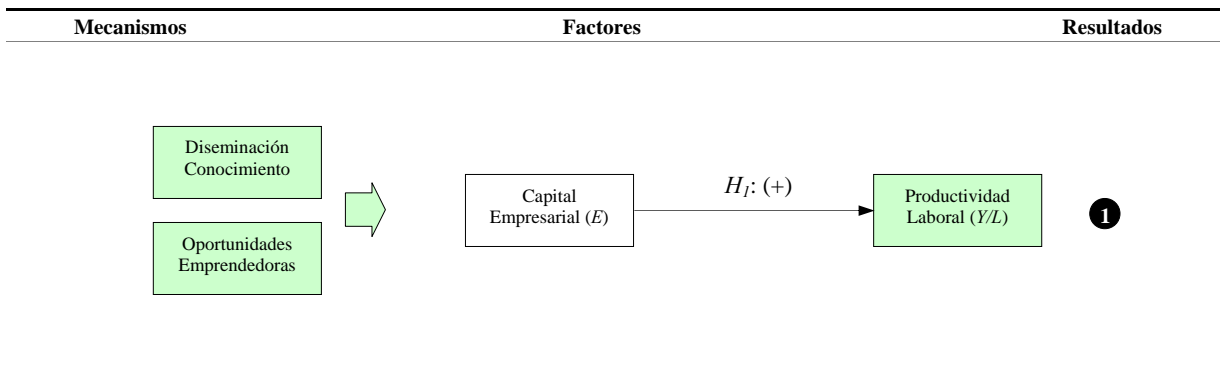 Mecanismos Factores Resultados
Diseminación
Conocimiento
Oportunidades
Emprendedoras
Capital
Empresarial (E)
H1: (+)
Productividad
Laboral (Y/L)
1